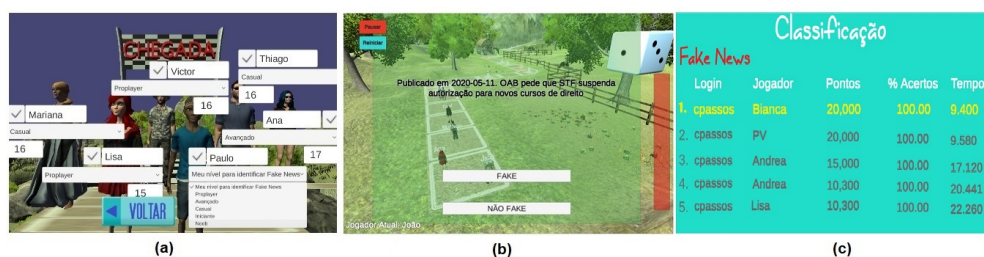 CHEGADA
Thiago
Victor
Casual
Proplayer
16
16
Mariana
Ana
Casual
Avançado
16
Lisa
Paulo
17
Proplayer
Meu nível para identificar Fake News
15
Meu nível para identificar Fake News
Proplayer
Avançado
Casual
Iniciante
Noob
VOLTAR
(a)
Pausar
Reiniciar
Publicado em 2020-05-11. OAB pede que STF suspenda
autorização para novos cursos de direito
FAKE
NÃO FAKE
Jogador Atual: João
(b)
Classificação
Fake News
Login Jogador Pontos % Acertos Tempo
1. cpassos Bianca 20,000 100.00 9.400
2. cpassos PV 20,000 100.00 9.580
3. cpassos Andrea 15,000 100.00 17.120
4. cpassos Andrea 10,300 100.00 20.441
5. cpassos Lisa 10,300 100.00 22.260
(c)